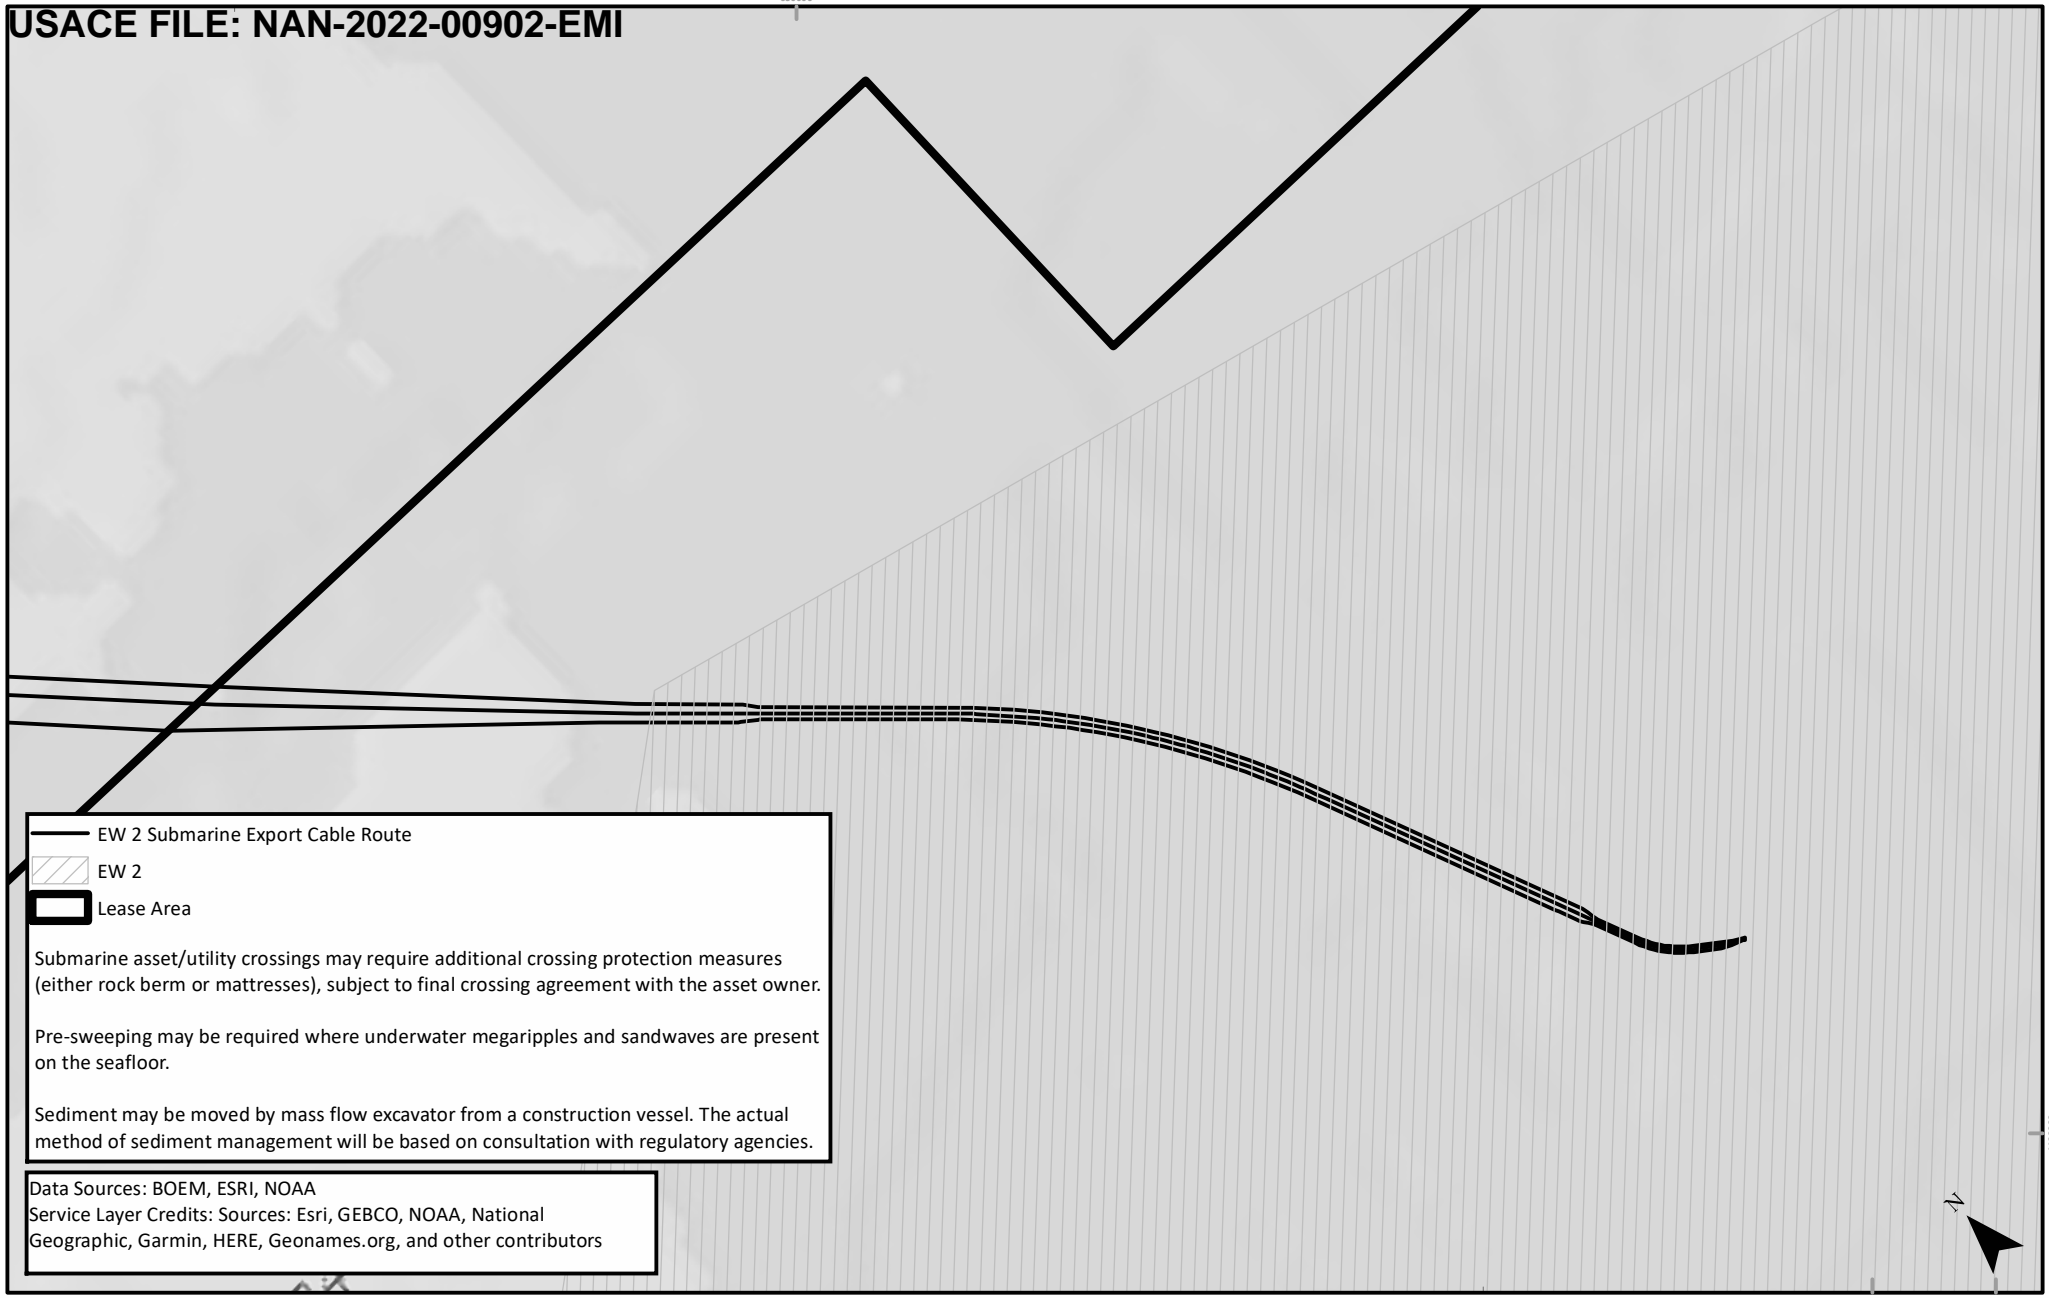 USACE FILE: NAN-2022-00902-EMI
EW 2 Submarine Export Cable Route
EW 2
Lease Area
Submarine asset/utility crossings may require additional crossing protection measures
(either rock berm or mattresses), subject to final crossing agreement with the asset owner.
Pre-sweeping may be required where underwater megaripples and sandwaves are present
on the seafloor.
Sediment may be moved by mass flow excavator from a construction vessel. The actual
method of sediment management will be based on consultation with regulatory agencies.
Data Sources: BOEM, ESRI, NOAA
Service Layer Credits: Sources: Esri, GEBCO, NOAA, National
Geographic, Garmin, HERE, Geonames.org, and other contributors
N